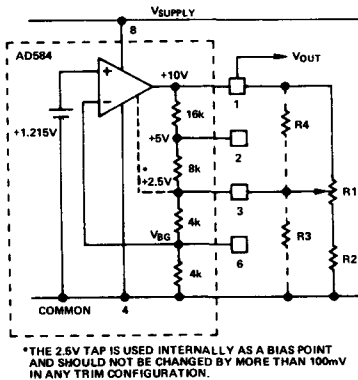 VSUPPLY
8
AD584
+10V
VOUT
+
1
16k
R4
-
+5V
2
+1.215V
8k
*
+2.5V
3
R1
4k
R3
VBG
6
R2
4k
COMMON
4
*THE 2.5V TAP IS USED INTERNALLY AS A BIAS POINT
AND SHOULD NOT BE CHANGED BY MORE THAN 100mV
IN ANY TRIM CONFIGURATION.